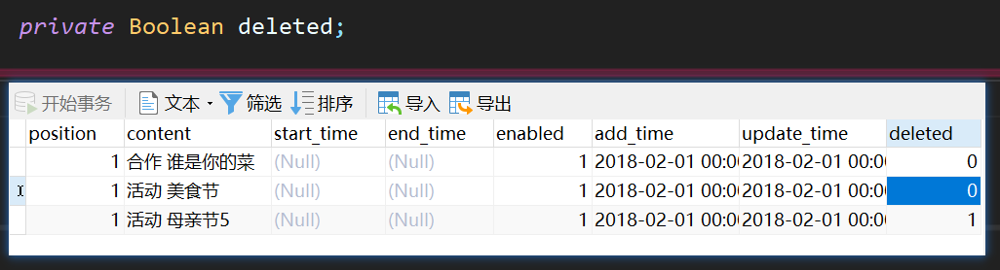 private Boolean deleted;
开始事务 文本 筛选 排序 导入 导出
position content start_time end_time enabled add_time update_time deleted
1 合作 谁是你的菜 (Null) (Null) 1 2018-02-01 00:0 2018-02-01 00:0 0
1 活动 美食节 (Null) (Null) 1 2018-02-01 00:0 2018-02-01 00:0 0
1 活动 母亲节5 (Null) (Null) 1 2018-02-01 00:0 2018-02-01 00:0 1